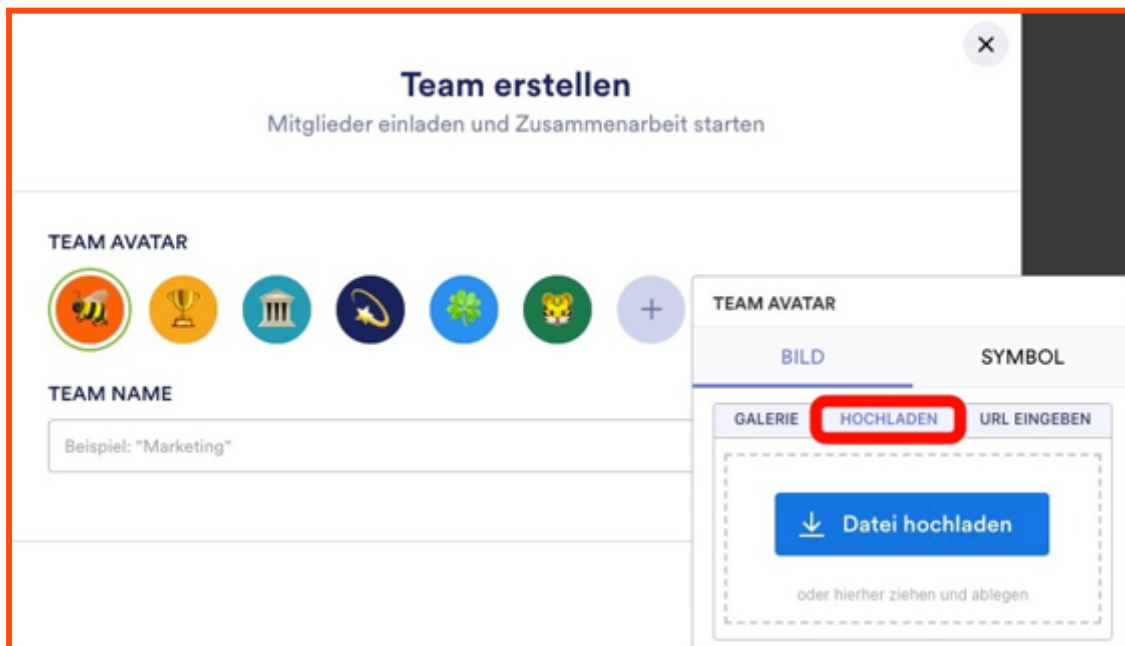 Team erstellen
Mitglieder einladen und Zusammenarbeit starten
TEAM AVATAR
TEAM NAME
Beispiel: "Marketing"
TEAM AVATAR
BILD SYMBOL
GALERIE HOCHLADEN URL EINGEBEN
Datei hochladen
oder hierher ziehen und ablegen